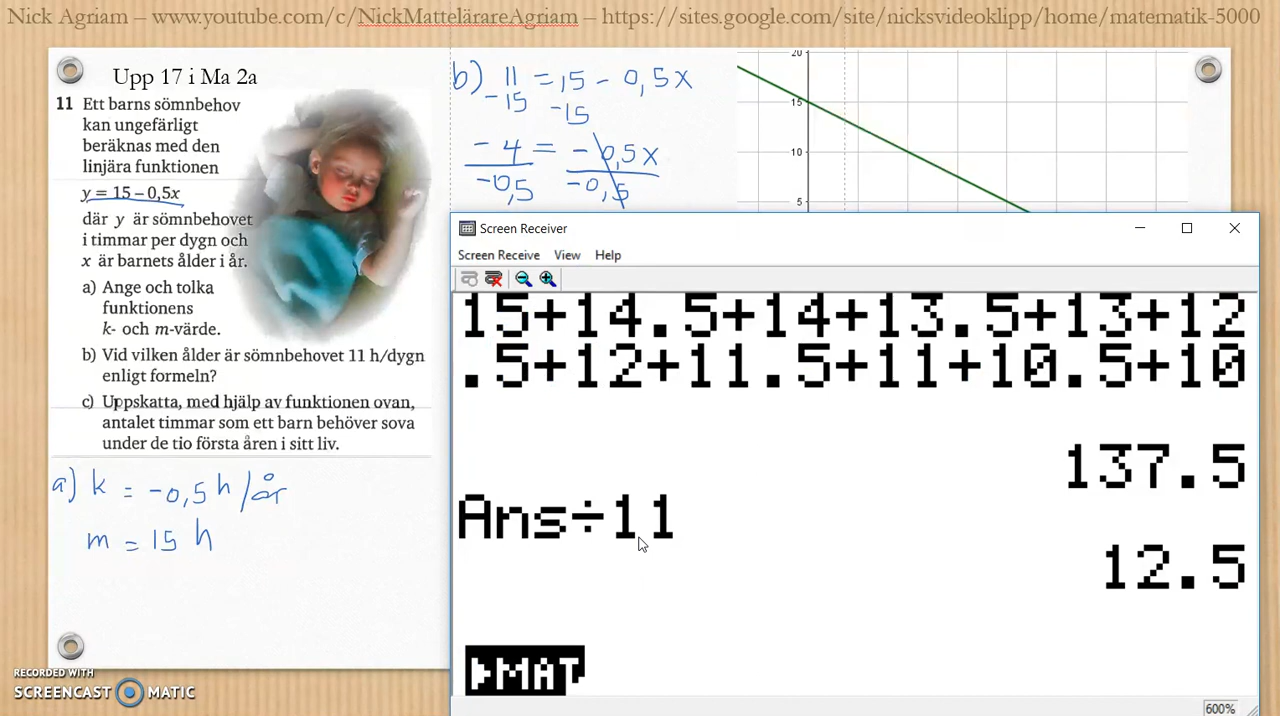 Nick Agriam – www.youtube.com/c/NickMattelärareAgriam – https://sites.google.com/site/nicksvideoklipp/home/matematik-5000
Upp 17 i Ma 2a
11 Ett barns sömnbehov
kan ungefärligt
beräknas med den
linjära funktionen
y = 15 – 0,5x
där y är sömnbehovet
i timmar per dygn och
x är barnets ålder i år.
a) Ange och tolka
funktionens
k- och m-värde.
b) Vid vilken ålder är sömnbehovet 11 h/dygn
enligt formeln?
c) Uppskatta, med hjälp av funktionen ovan,
antalet timmar som ett barn behöver sova
under de tio första åren i sitt liv.
a) k = -0,5 h/år
m = 15 h
b) 11 = 15 - 0,5x
-15 -15
-4 = -0,5x
-0,5 -0,5
20
15
10
5
Screen Receiver
Screen Receive View Help
15+14.5+14+13.5+13+12
.5+12+11.5+11+10.5+10
137.5
Ans÷11
12.5
►MAT
600%
RECORDED WITH
SCREENCAST MATIC